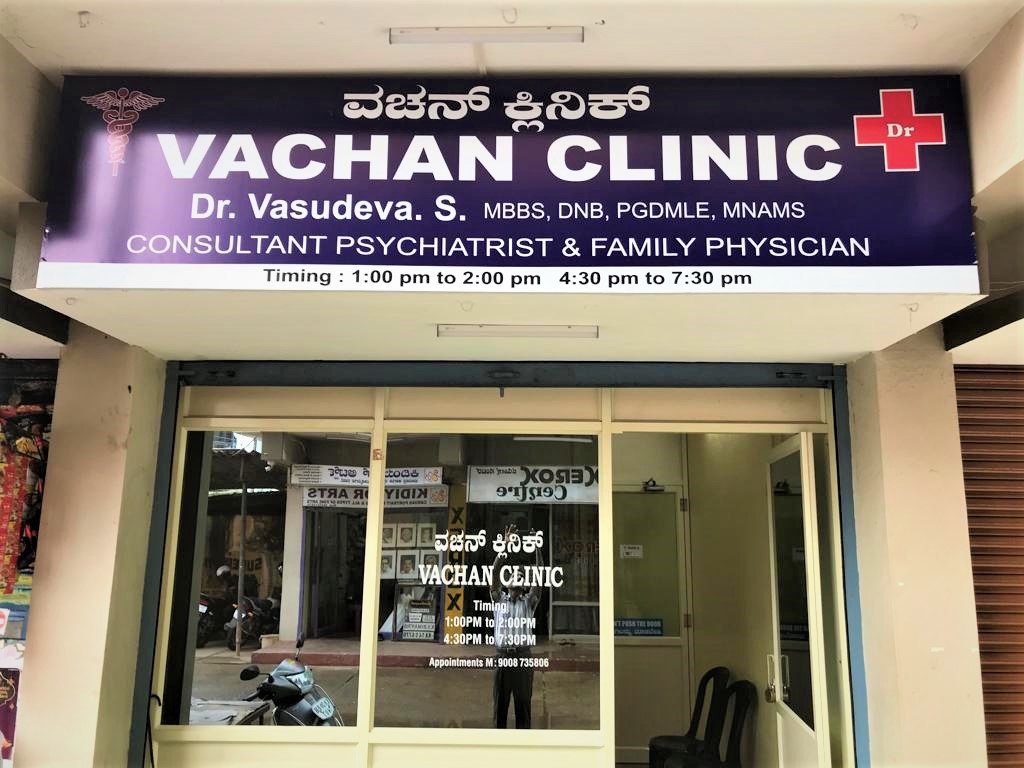 ವಚನ್ ಕ್ಲಿನಿಕ್
VACHAN CLINIC
Dr
Dr. Vasudeva. S. MBBS, DNB, PGDMLE, MNAMS
CONSULTANT PSYCHIATRIST & FAMILY PHYSICIAN
Timing : 1:00 pm to 2:00 pm 4:30 pm to 7:30 pm
KIDIYOOR ARTS
XEROX
Centre
ವಚನ್ ಕ್ಲಿನಿಕ್
VACHAN CLINIC
Timing
1:00PM to 2:00PM
4:30PM to 7:30PM
Appointments M : 9008 735806